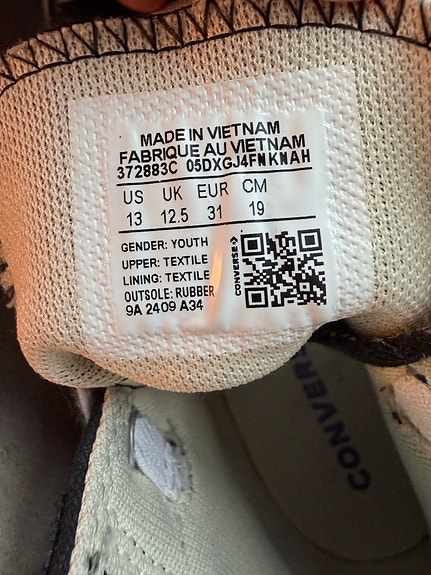 MADE IN VIETNAM
FABRIQUE AU VIETNAM
372883C 05DXGJ4FNKNAH
US UK EUR CM
13 12.5 31 19
GENDER: YOUTH
UPPER: TEXTILE
LINING: TEXTILE
OUTSOLE: RUBBER
9A 2409 A34
CONVERSE
CONVERS